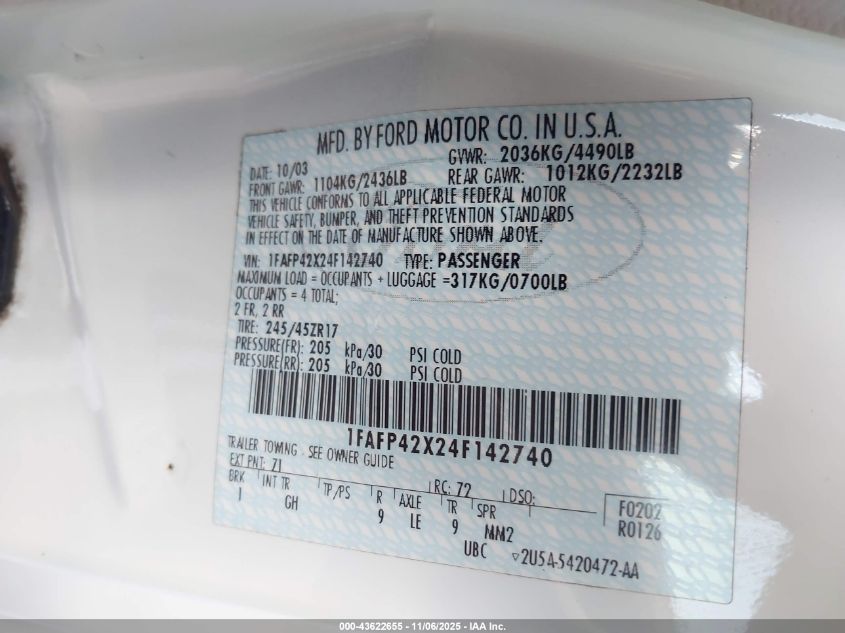 MFD. BY FORD MOTOR CO. IN U.S.A.
DATE: 10/03 GVWR: 2036KG/4490LB
FRONT GAWR: 1104KG/2436LB REAR GAWR: 1012KG/2232LB
THIS VEHICLE CONFORMS TO ALL APPLICABLE FEDERAL MOTOR
VEHICLE SAFETY, BUMPER, AND THEFT PREVENTION STANDARDS
IN EFFECT ON THE DATE OF MANUFACTURE SHOWN ABOVE.
VIN: 1FAFP42X24F142740 TYPE: PASSENGER
MAXIMUM LOAD = OCCUPANTS + LUGGAGE =317KG/0700LB
OCCUPANTS = 4 TOTAL;
2 FR, 2 RR
TIRE: 245/45ZR17
PRESSURE(FR): 205 kPa/30 PSI COLD
PRESSURE(RR): 205 kPa/30 PSI COLD
1FAFP42X24F142740
TRAILER TOWING - SEE OWNER GUIDE
EXT PNT: Z1 RC: 72 DSO:
BRK INT TR TP/PS R AXLE TR SPR F0202
I GH 9 LE 9 MM2 R0126
UBC ▽2U5A-5420472-AA
000-43622655 - 11/06/2025 - IAA Inc.